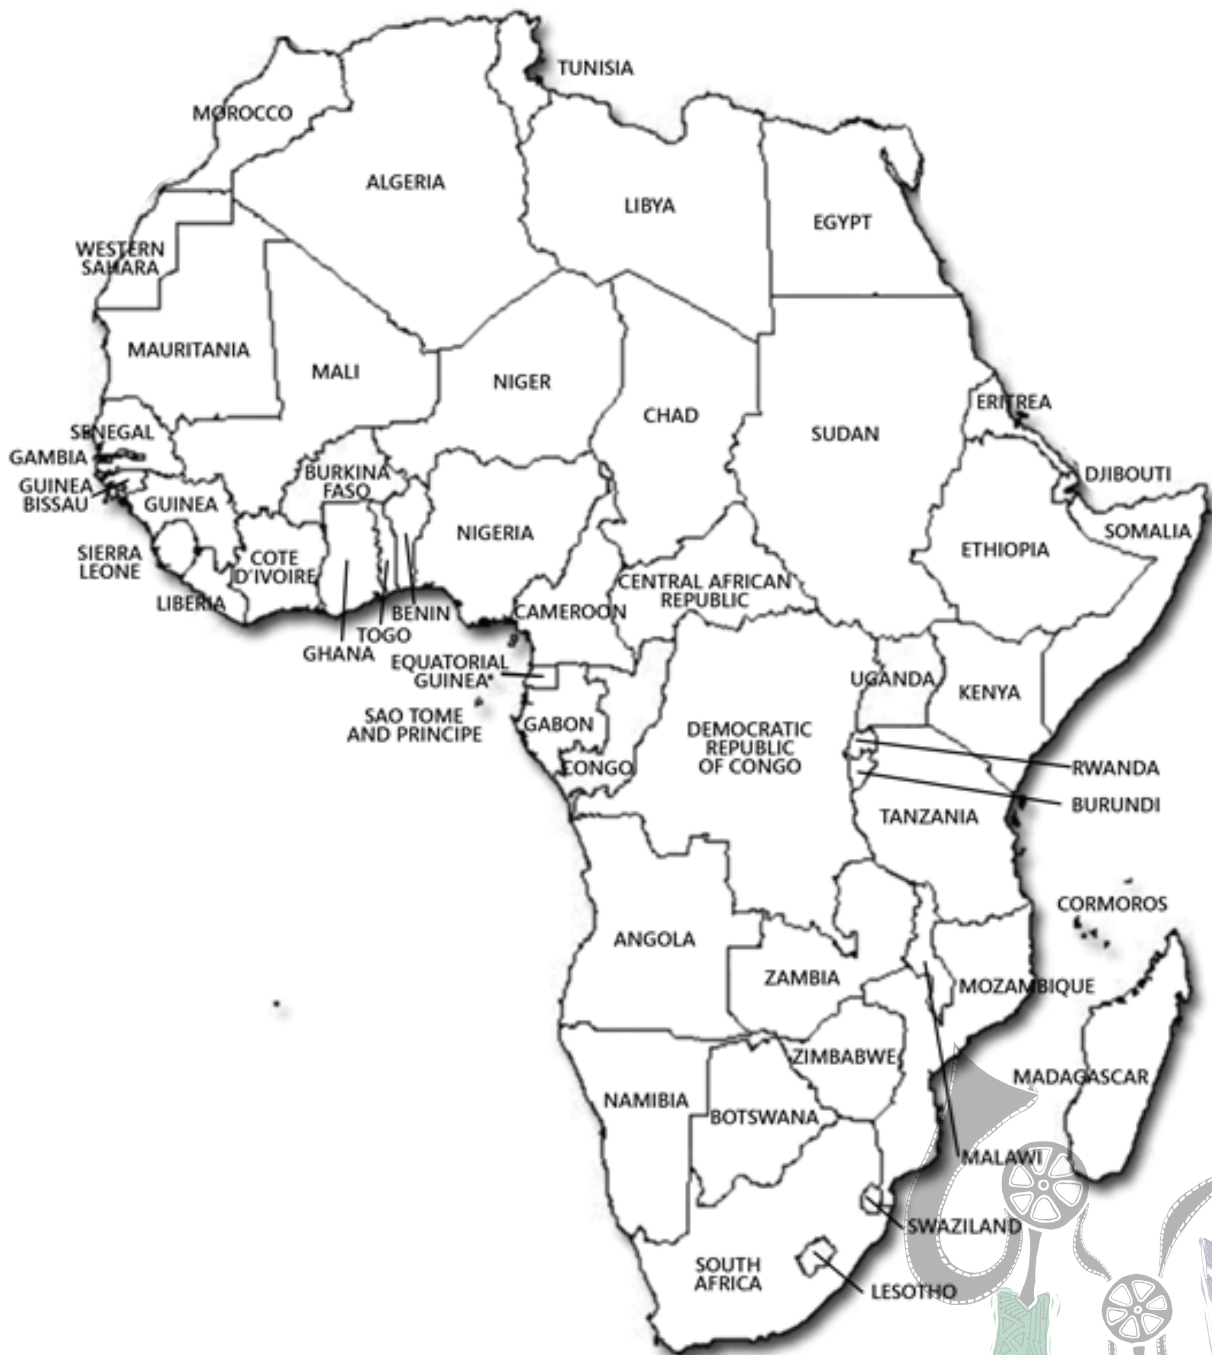 TUNISIA
MOROCCO
ALGERIA
LIBYA
EGYPT
WESTERN
SAHARA
MAURITANIA
MALI
NIGER
CHAD
SUDAN
ERITREA
SENEGAL
GAMBIA
GUINEA
BISSAU
GUINEA
BURKINA
FASO
NIGERIA
DJIBOUTI
SOMALIA
ETHIOPIA
SIERRA
LEONE
COTE
D'IVOIRE
LIBERIA
CENTRAL AFRICAN
REPUBLIC
CAMEROON
BENIN
TOGO
GHANA
EQUATORIAL
GUINEA
UGANDA
KENYA
SAO TOME
AND PRINCIPE
GABON
CONGO
DEMOCRATIC
REPUBLIC
OF CONGO
RWANDA
BURUNDI
TANZANIA
CORMOROS
ANGOLA
ZAMBIA
MOZAMBIQUE
ZIMBABWE
MADAGASCAR
NAMIBIA
BOTSWANA
MALAWI
SWAZILAND
SOUTH
AFRICA
LESOTHO